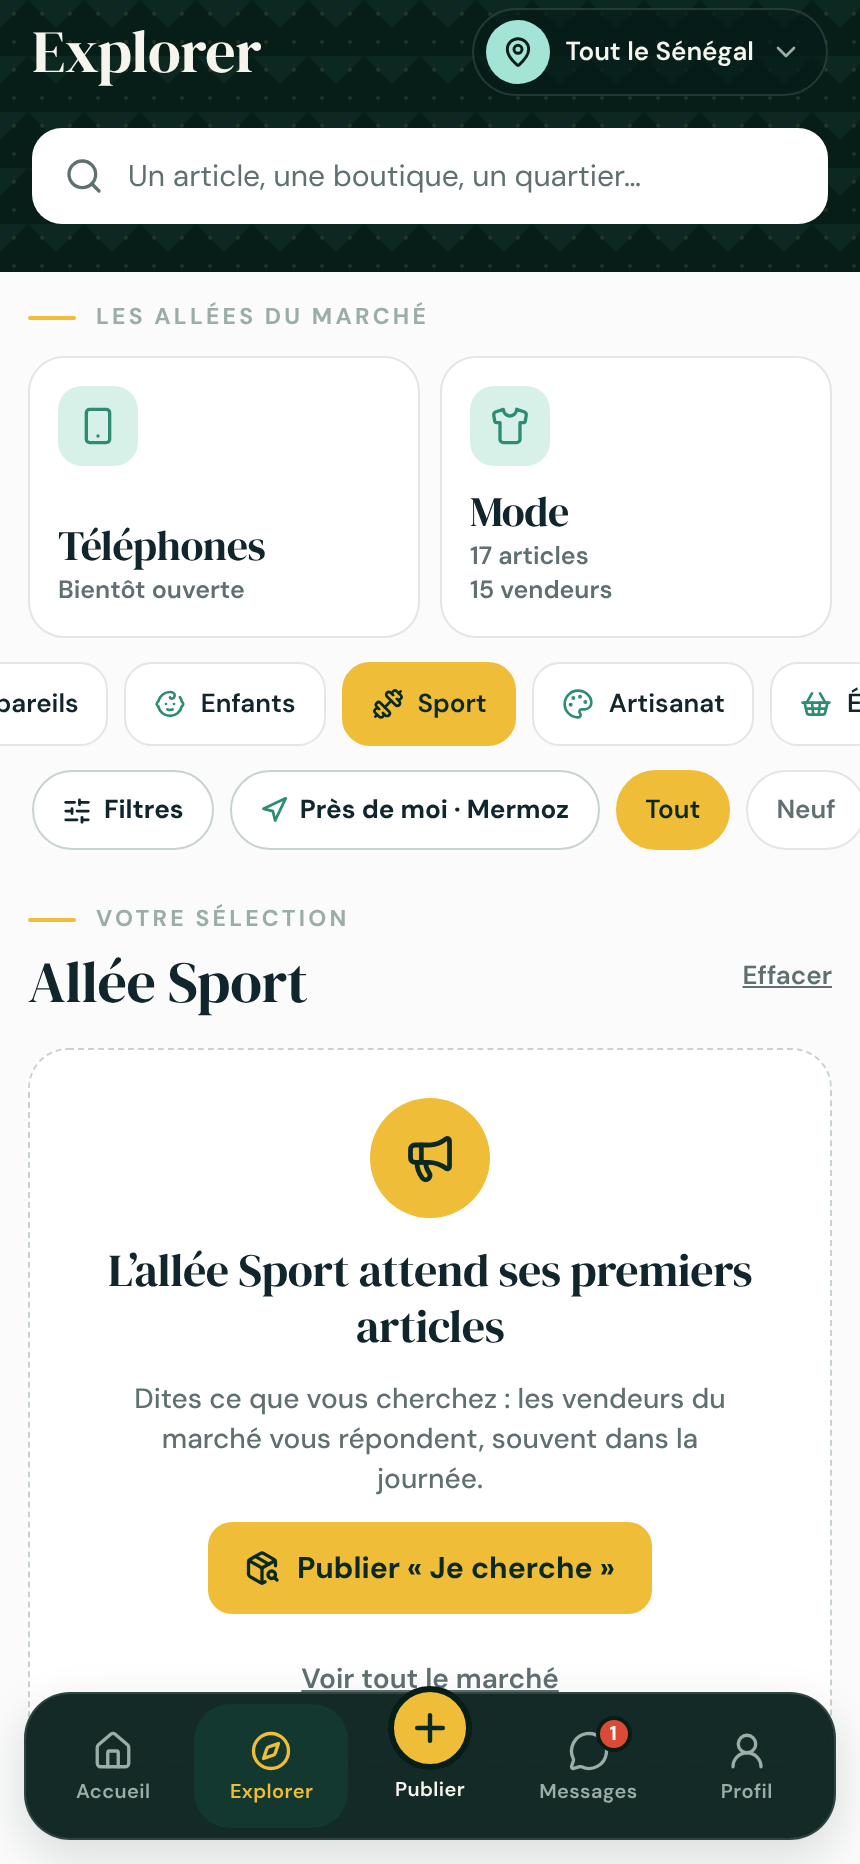 Explorer
Tout le Sénégal
Un article, une boutique, un quartier...
LES ALLÉES DU MARCHÉ
Téléphones
Bientôt ouverte
Mode
17 articles
15 vendeurs
Enfants
Sport
Artisanat
Filtres
Près de moi · Mermoz
Tout
Neuf
VOTRE SÉLECTION
Allée Sport
Effacer
L’allée Sport attend ses premiers
articles
Dites ce que vous cherchez : les vendeurs du
marché vous répondent, souvent dans la
journée.
Publier « Je cherche »
Voir tout le marché
1
Accueil
Explorer
Publier
Messages
Profil